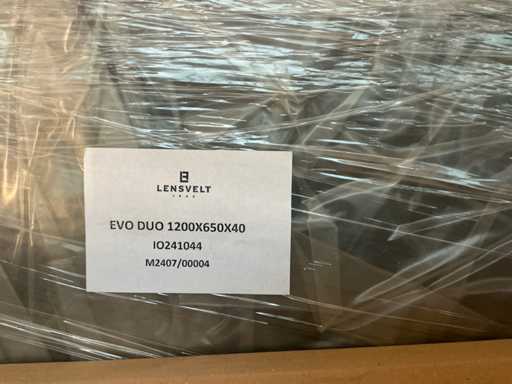 LENSVELT
EVO DUO 1200X650X40
IO241044
M2407/00004